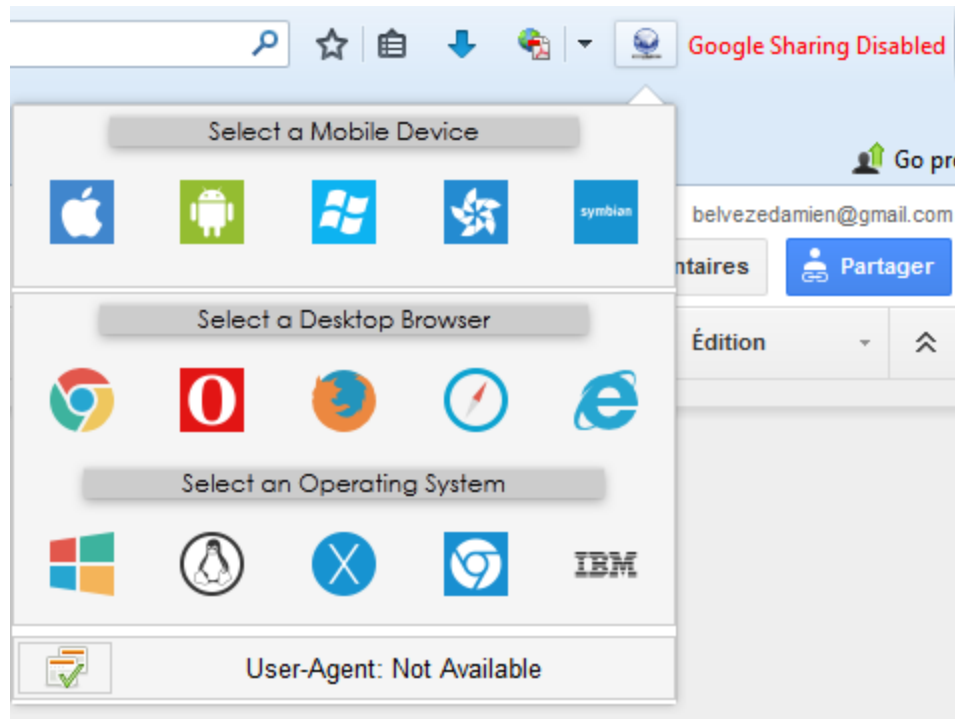 Google Sharing Disabled
Select a Mobile Device
Go pr
symbian
belvezedamien@gmail.com
ntaires
Partager
Select a Desktop Browser
Édition
Select an Operating System
IBM
User-Agent: Not Available